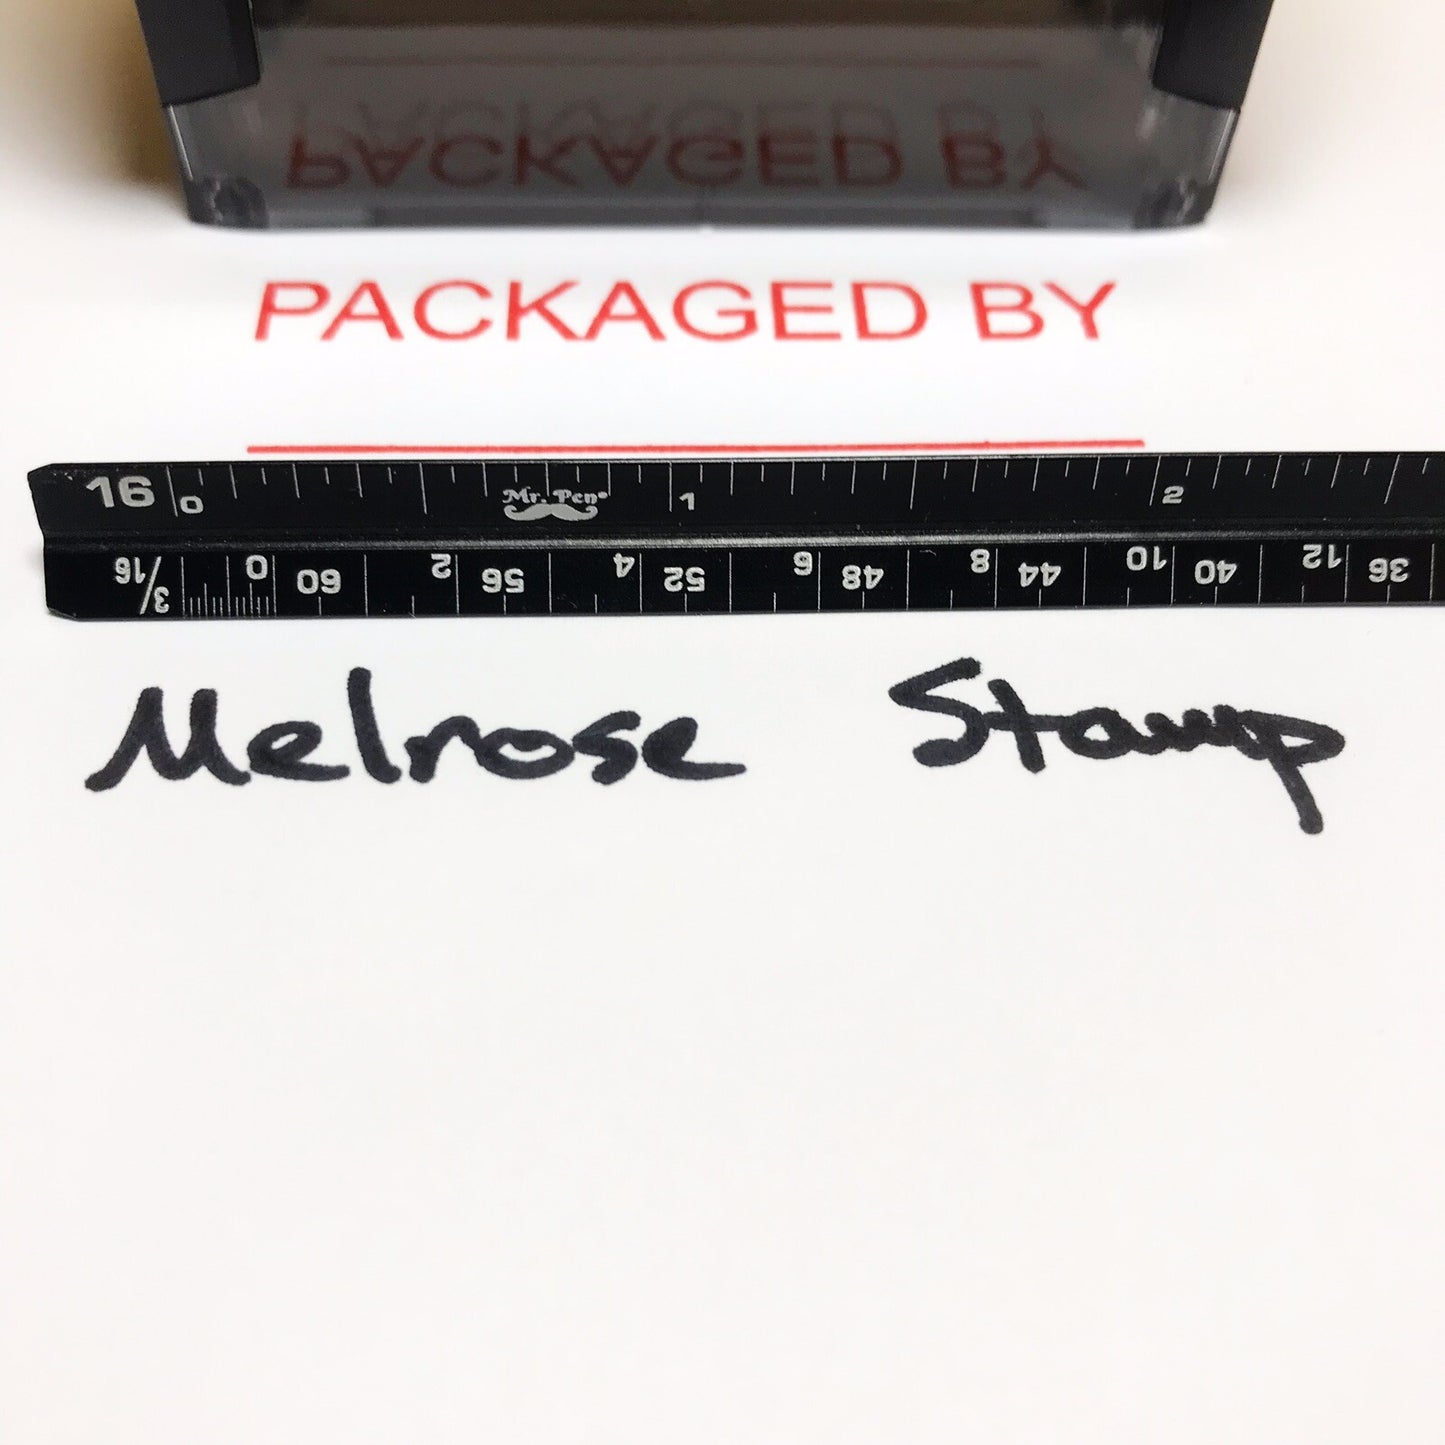 PACKAGED BY
PACKAGED BY
16 0 Mr. Pen® 1 2
3/16 0 60 2 56 4 52 6 48 8 44 10 40 12 36
Melrose Stamp